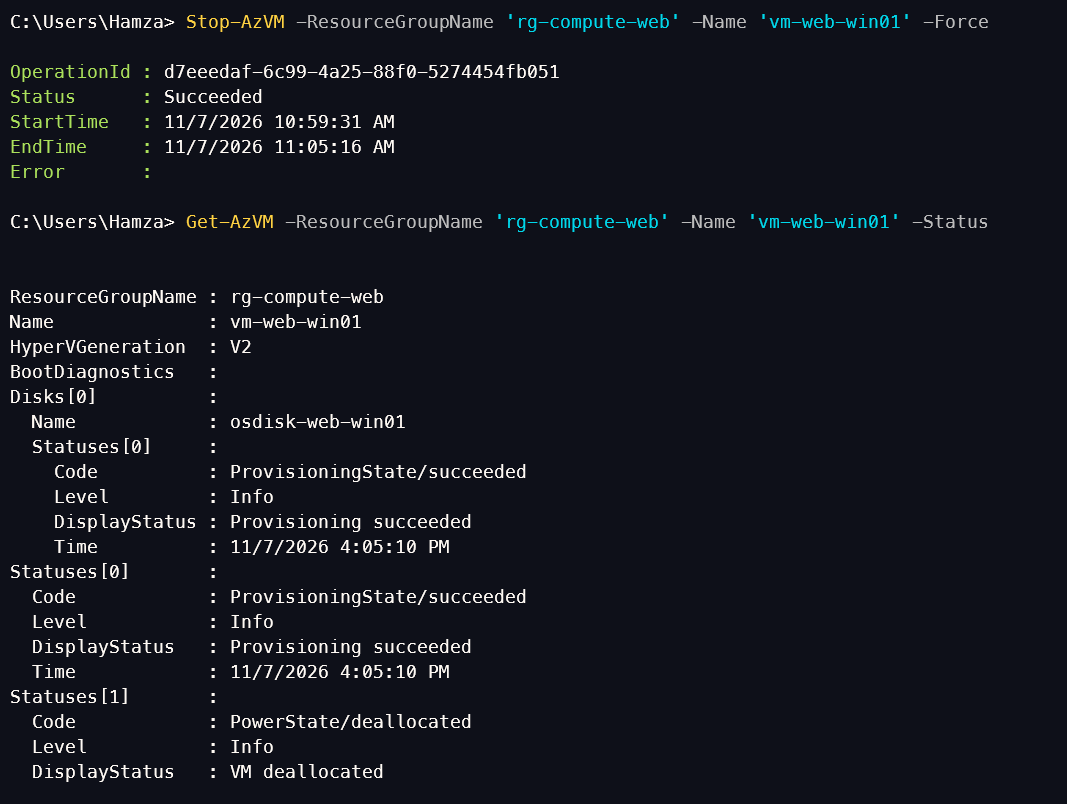 C:\Users\Hamza> Stop-AzVM -ResourceGroupName 'rg-compute-web' -Name 'vm-web-win01' -Force
OperationId : d7eeedaf-6c99-4a25-88f0-5274454fb051
Status      : Succeeded
StartTime   : 11/7/2026 10:59:31 AM
EndTime     : 11/7/2026 11:05:16 AM
Error       :
C:\Users\Hamza> Get-AzVM -ResourceGroupName 'rg-compute-web' -Name 'vm-web-win01' -Status
ResourceGroupName : rg-compute-web
Name              : vm-web-win01
HyperVGeneration  : V2
BootDiagnostics   :
Disks[0]          :
  Name            : osdisk-web-win01
  Statuses[0]     :
    Code          : ProvisioningState/succeeded
    Level         : Info
    DisplayStatus : Provisioning succeeded
    Time          : 11/7/2026 4:05:10 PM
Statuses[0]       :
  Code            : ProvisioningState/succeeded
  Level           : Info
  DisplayStatus   : Provisioning succeeded
  Time            : 11/7/2026 4:05:10 PM
Statuses[1]       :
  Code            : PowerState/deallocated
  Level           : Info
  DisplayStatus   : VM deallocated